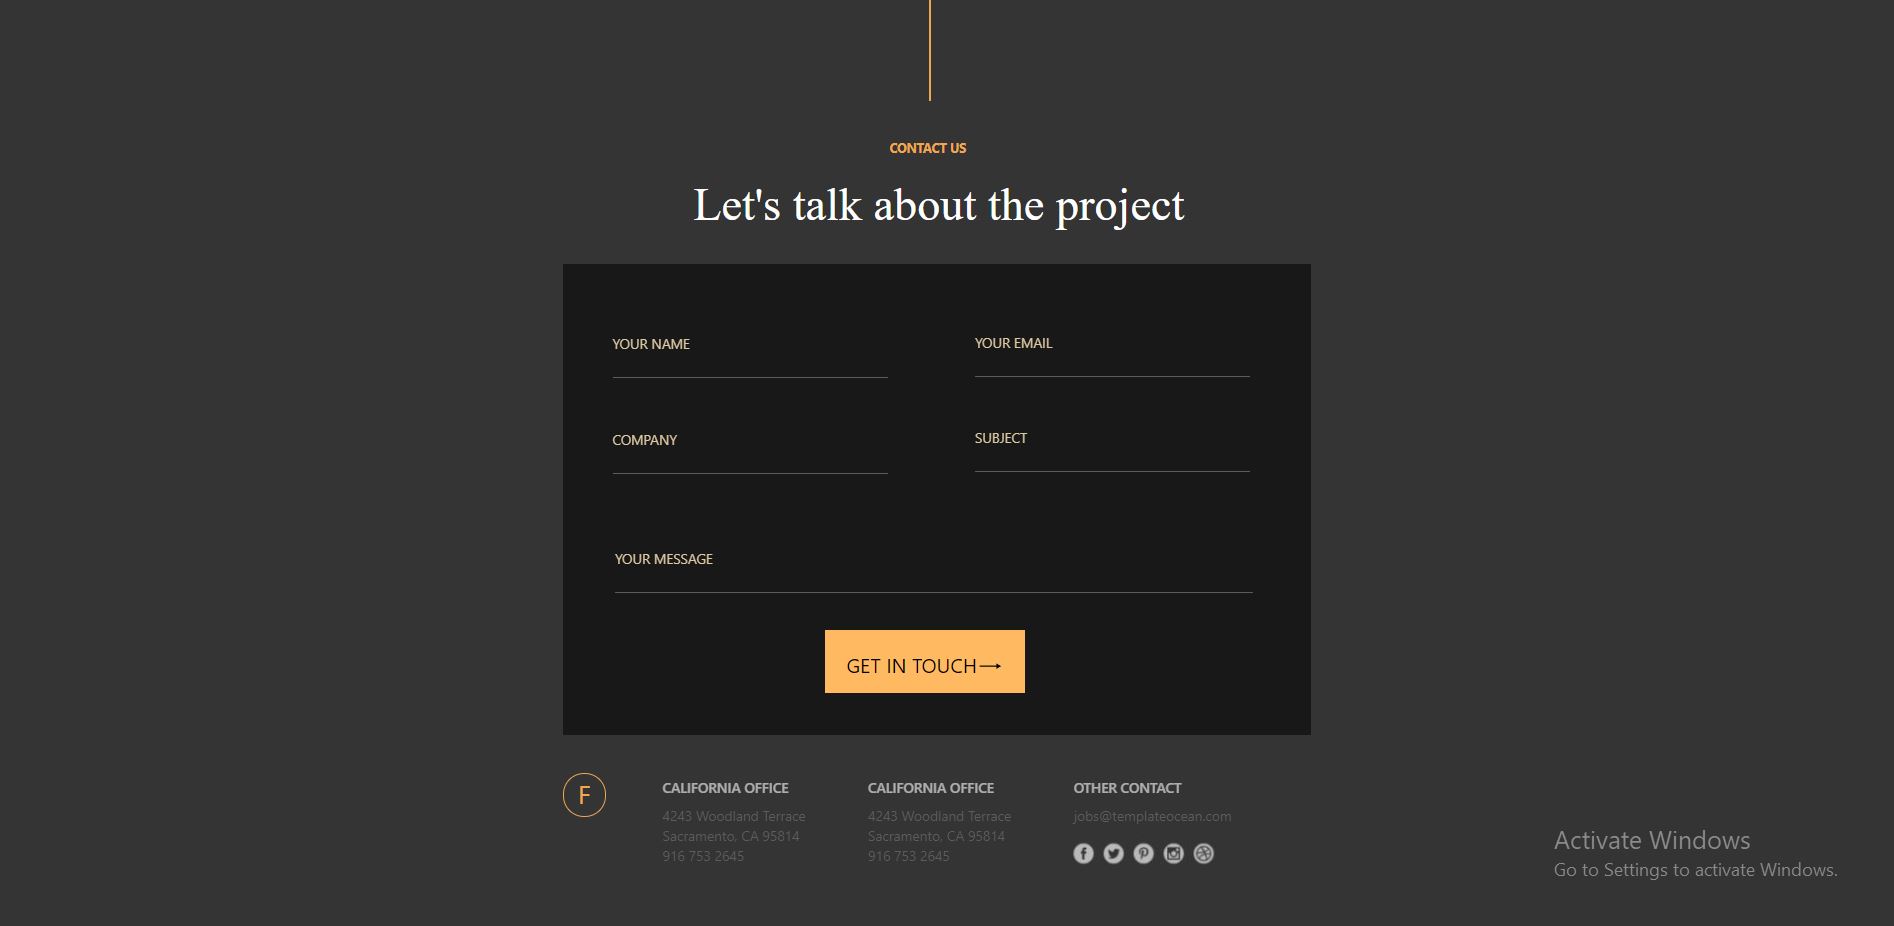 CONTACT US
Let's talk about the project
YOUR NAME
YOUR EMAIL
COMPANY
SUBJECT
YOUR MESSAGE
GET IN TOUCH→
F
CALIFORNIA OFFICE
4243 Woodland Terrace
Sacramento, CA 95814
916 753 2645
CALIFORNIA OFFICE
4243 Woodland Terrace
Sacramento, CA 95814
916 753 2645
OTHER CONTACT
jobs@templateocean.com
Activate Windows
Go to Settings to activate Windows.